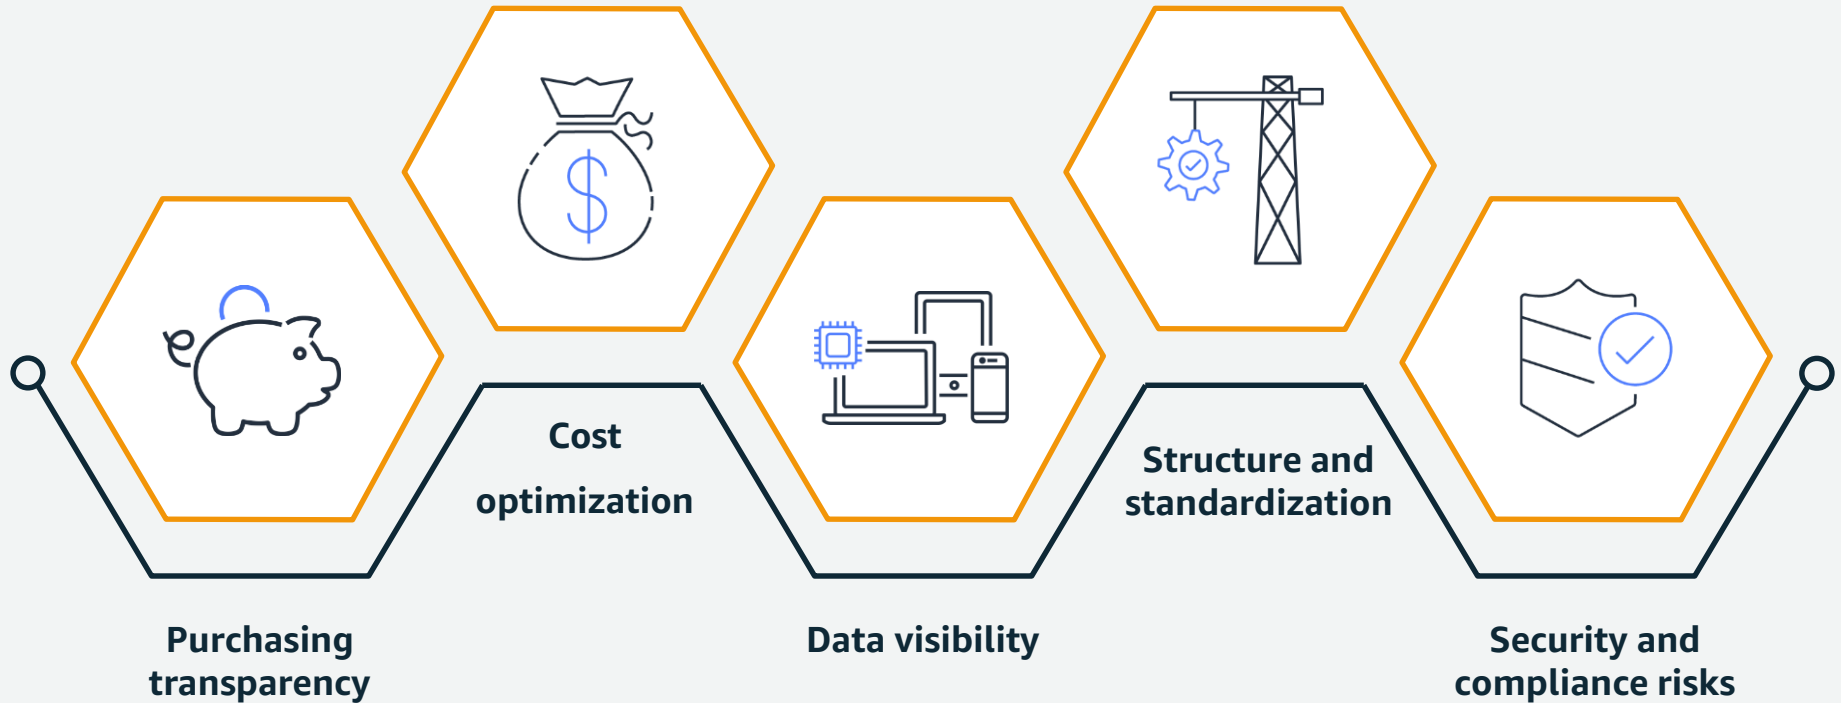 Purchasing
transparency
Cost
optimization
Data visibility
Structure and
standardization
Security and
compliance risks